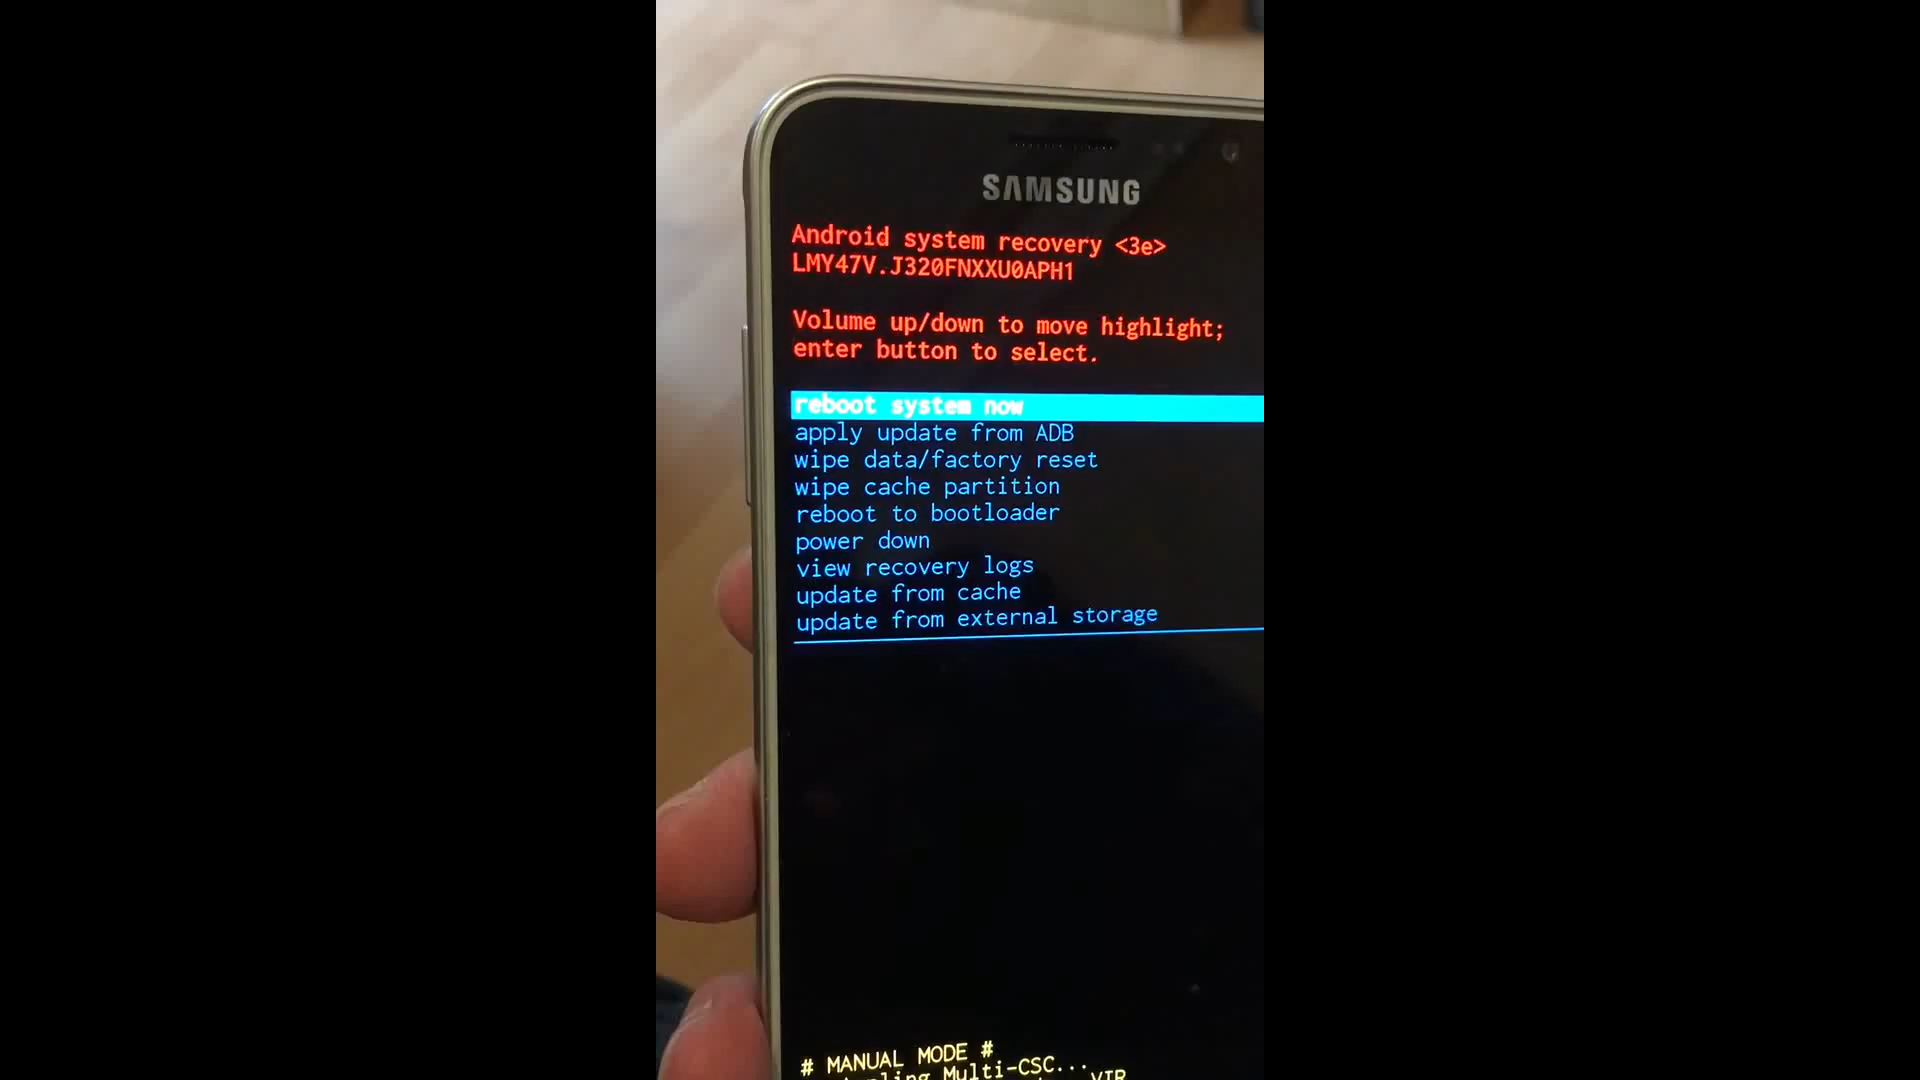 SAMSUNG
Android system recovery <3e>
LMY47V.J320FNXXU0APH1
Volume up/down to move highlight;
enter button to select.
reboot system now
apply update from ADB
wipe data/factory reset
wipe cache partition
reboot to bootloader
power down
view recovery logs
update from cache
update from external storage
# MANUAL MODE #
Multi-CSC...